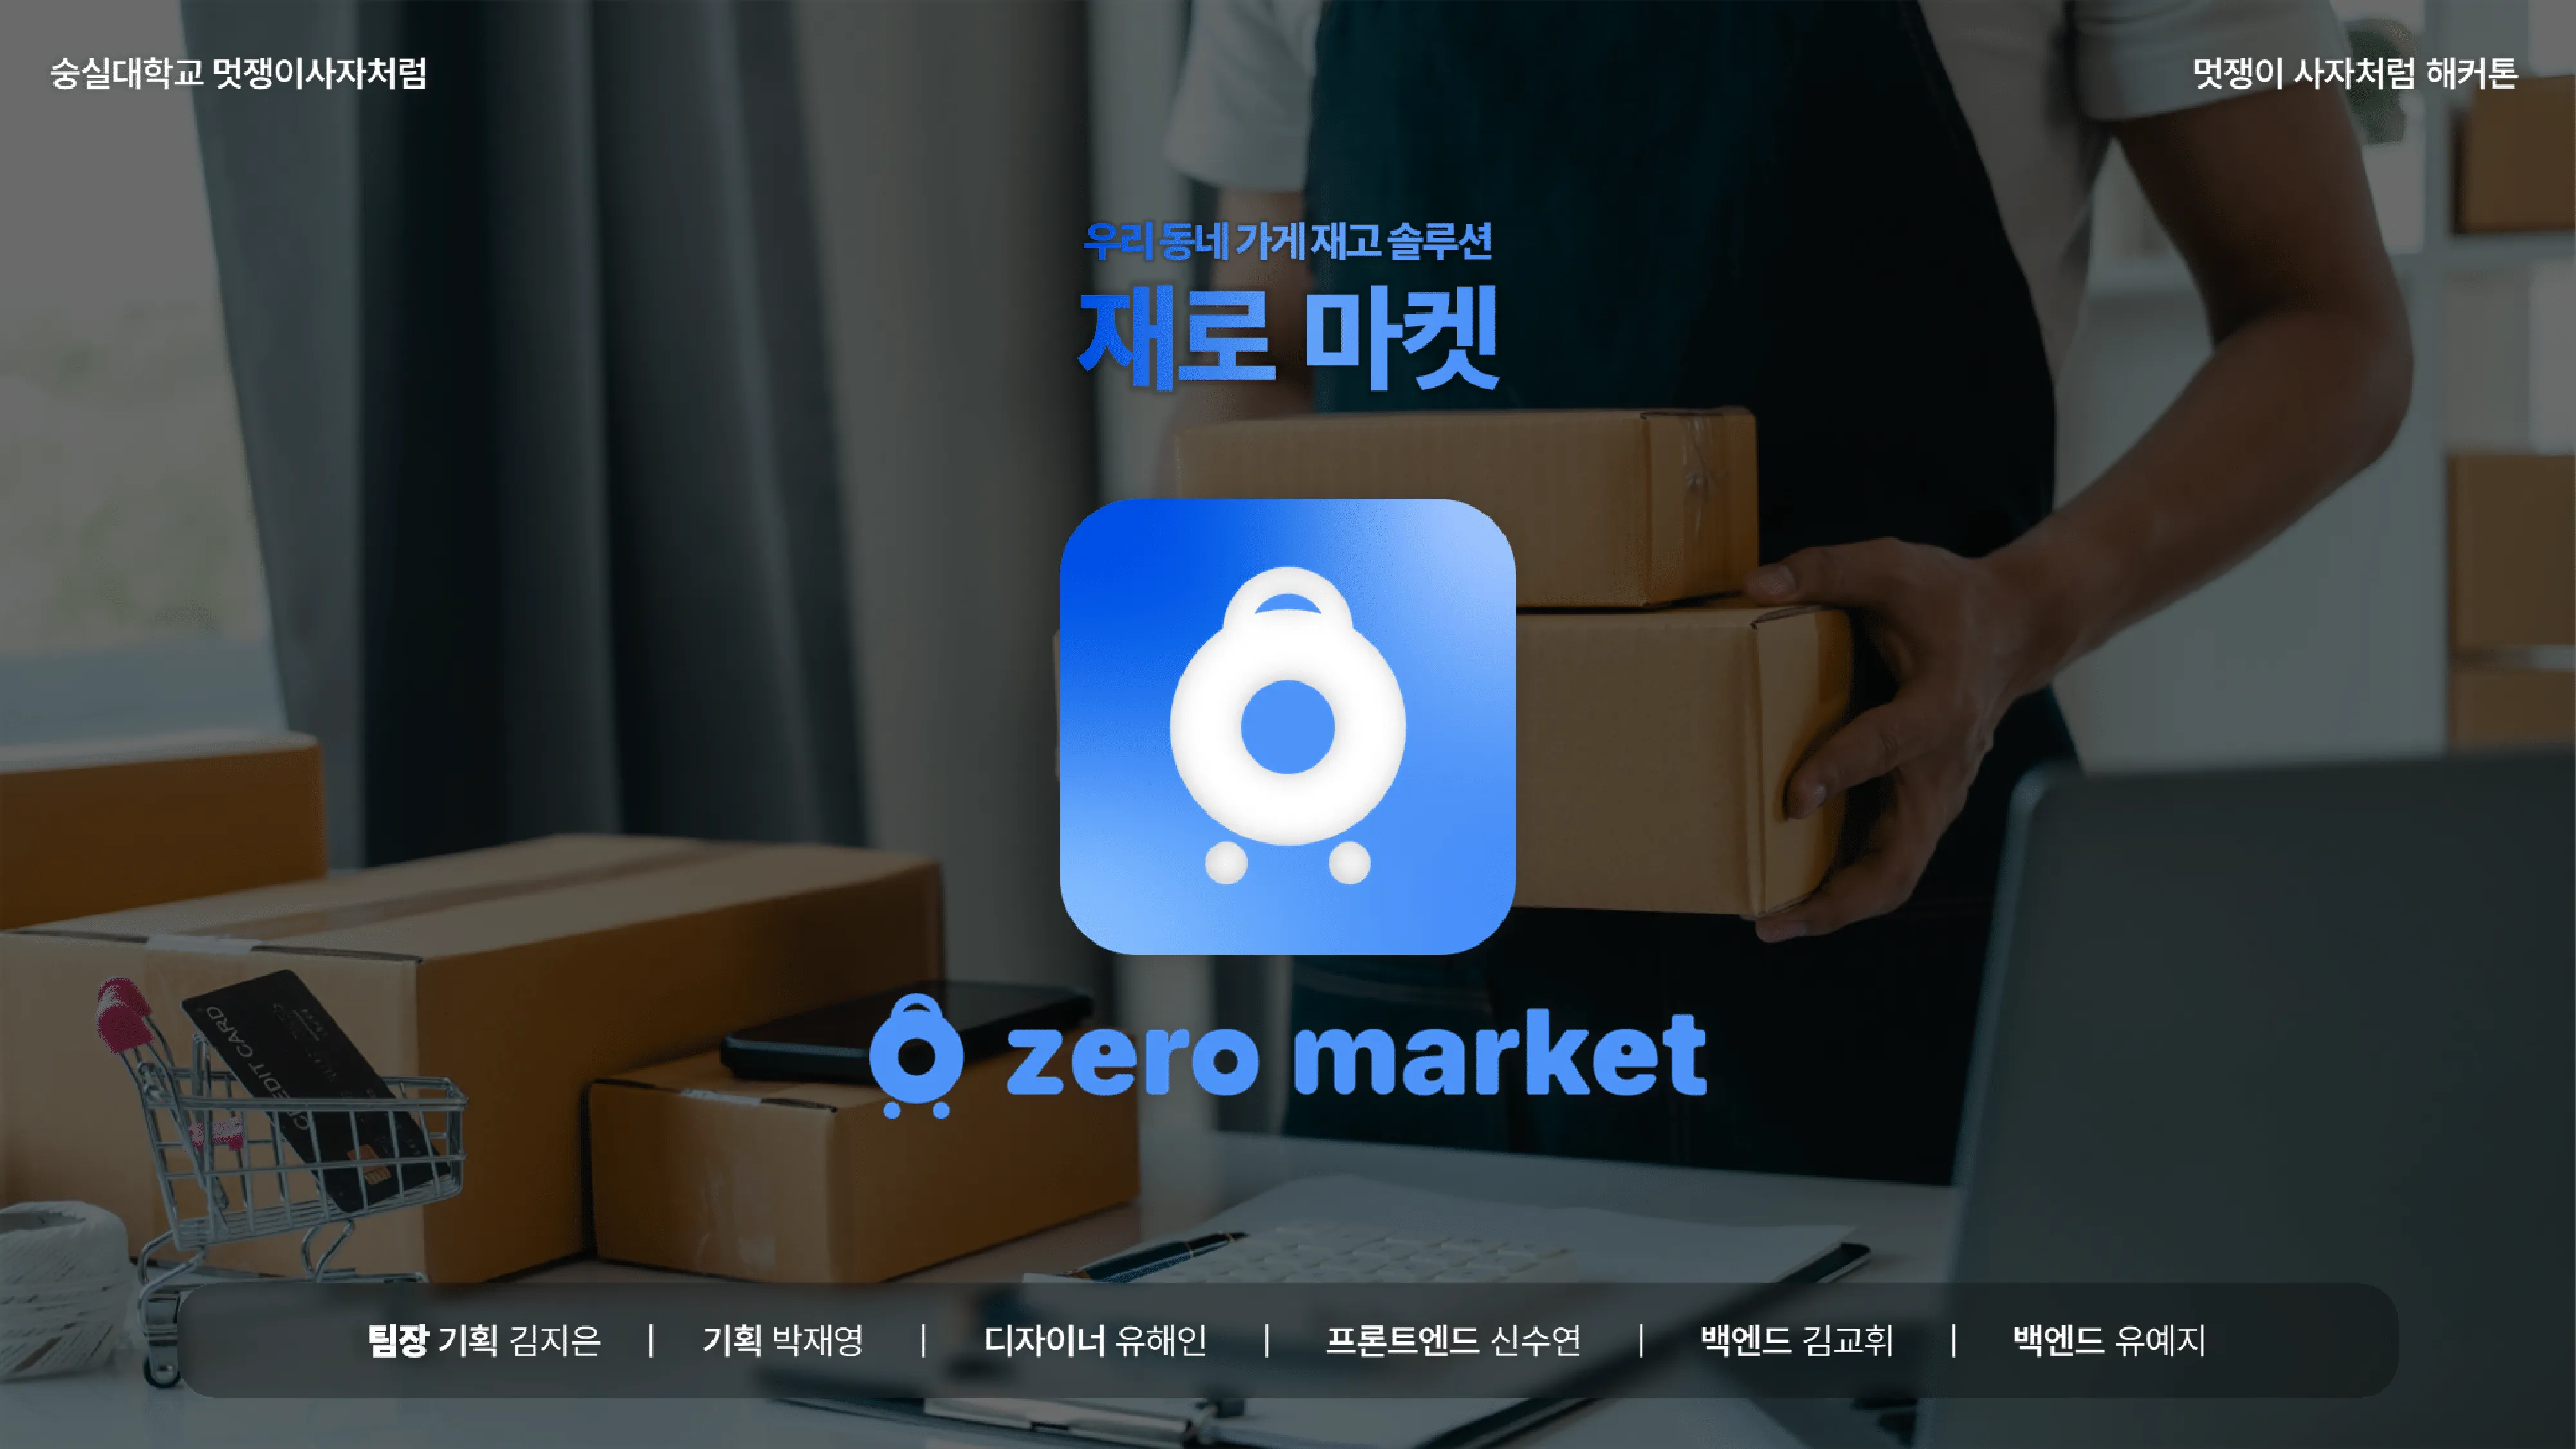 숭실대학교 멋쟁이사자처럼
멋쟁이 사자처럼 해커톤
우리동네 가게 재고 솔루션
재로 마켓
CREDIT CARD
CREDIT CARD
zero market
팀장 기획 김지은 | 기획 박재영 | 디자이너 유해인 | 프론트엔드 신수연 | 백엔드 김교휘 | 백엔드 유예지